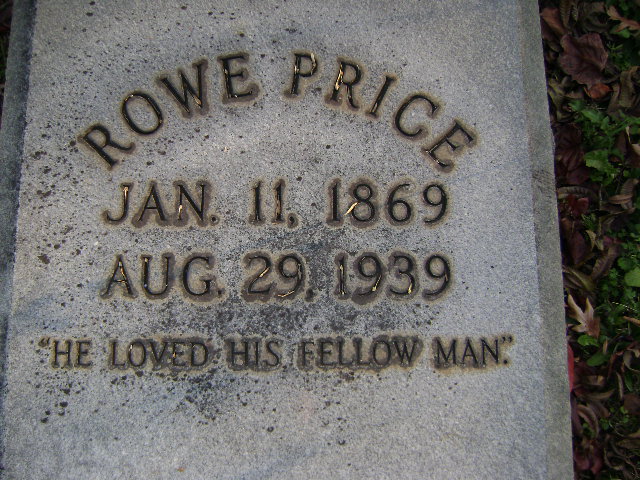 ROWE PRICE
JAN. 11, 1869
AUG. 29, 1939
"HE LOVED HIS FELLOW MAN."